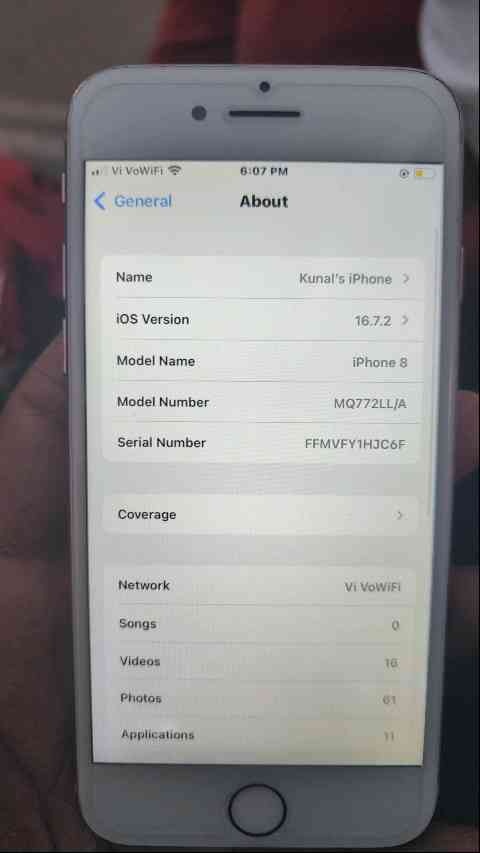 Vi VoWiFi 6:07 PM
General About
Name Kunal's iPhone
iOS Version 16.7.2
Model Name iPhone 8
Model Number MQ772LL/A
Serial Number FFMVFY1HJC6F
Coverage
Network Vi VoWiFi
Songs 0
Videos 16
Photos 61
Applications 11